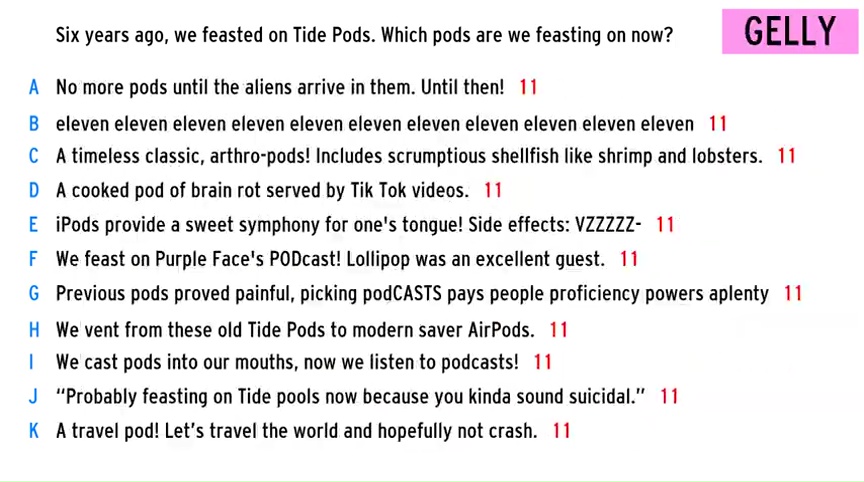 Six years ago, we feasted on Tide Pods. Which pods are we feasting on now?
GELLY
A No more pods until the aliens arrive in them. Until then! 11
B eleven eleven eleven eleven eleven eleven eleven eleven eleven eleven eleven 11
C A timeless classic, arthro-pods! Includes scrumptious shellfish like shrimp and lobsters. 11
D A cooked pod of brain rot served by Tik Tok videos. 11
E iPods provide a sweet symphony for one's tongue! Side effects: VZZZZZ- 11
F We feast on Purple Face's PODcast! Lollipop was an excellent guest. 11
G Previous pods proved painful, picking podCASTS pays people proficiency powers aplenty 11
H We vent from these old Tide Pods to modern saver AirPods. 11
I We cast pods into our mouths, now we listen to podcasts! 11
J “Probably feasting on Tide pools now because you kinda sound suicidal.” 11
K A travel pod! Let’s travel the world and hopefully not crash. 11